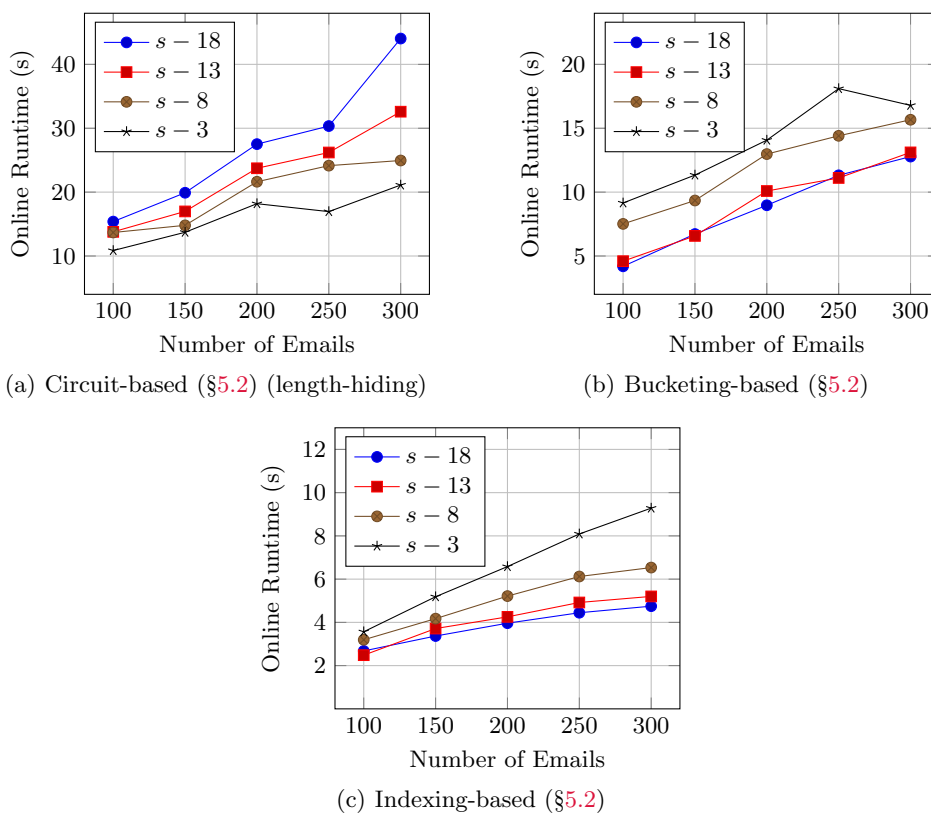 Online Runtime (s)
40
30
20
10
s − 18
s − 13
s − 8
s − 3
100 150 200 250 300
Number of Emails
(a) Circuit-based (§5.2) (length-hiding)
Online Runtime (s)
20
15
10
5
s − 18
s − 13
s − 8
s − 3
100 150 200 250 300
Number of Emails
(b) Bucketing-based (§5.2)
Online Runtime (s)
12
10
8
6
4
2
s − 18
s − 13
s − 8
s − 3
100 150 200 250 300
Number of Emails
(c) Indexing-based (§5.2)